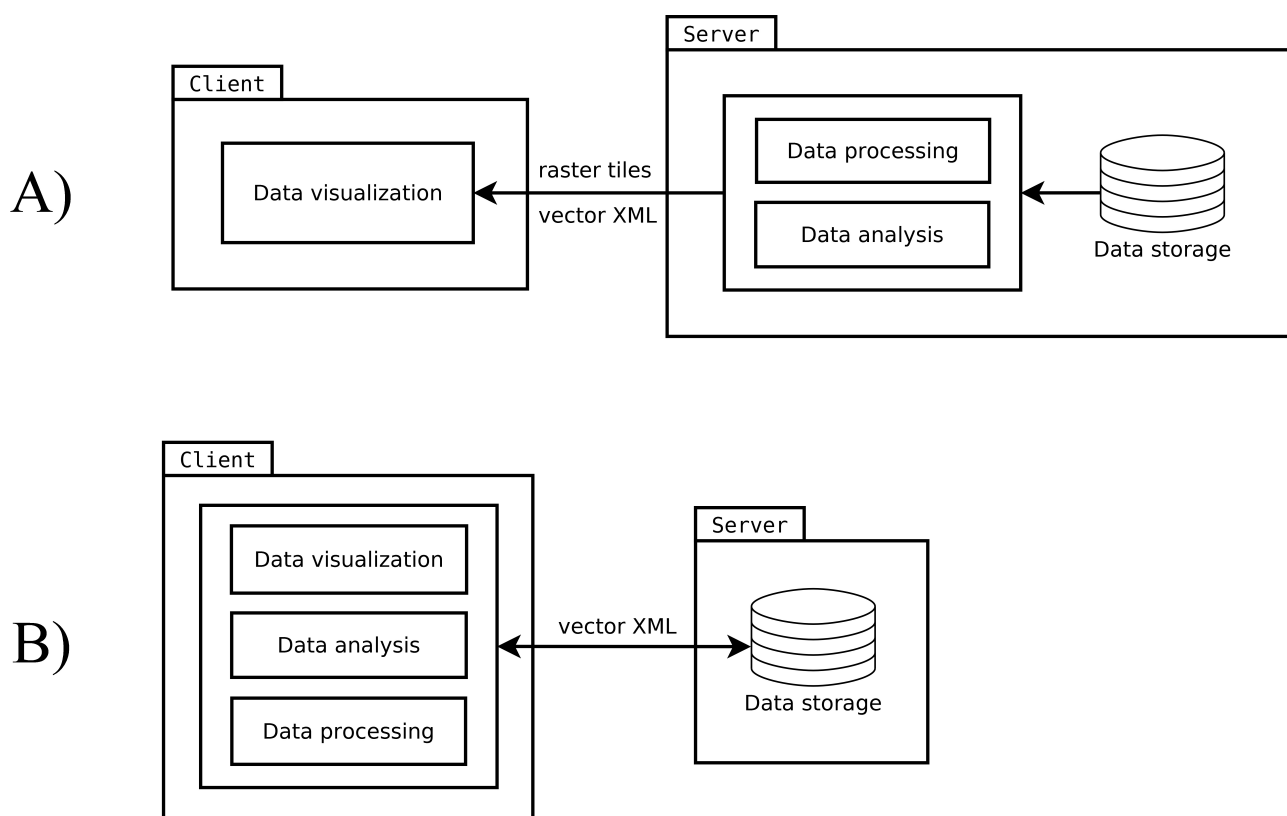 Server
Client
Data processing
raster tiles
A)
Data visualization
vector XML
Data analysis
Data storage
Client
Server
Data visualization
vector XML
B)
Data analysis
Data storage
Data processing